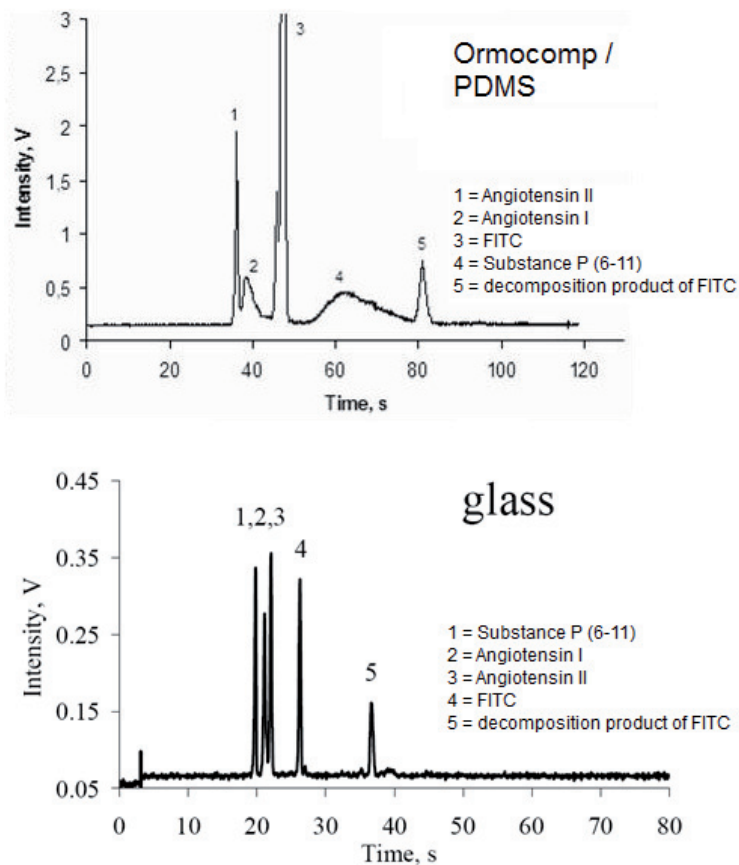 3
2,5
2
1,5
1
0,5
0
Intensity, V
1
2
3
4
5
Ormocomp /
PDMS
1 = Angiotensin II
2 = Angiotensin I
3 = FITC
4 = Substance P (6-11)
5 = decomposition product of FITC
0 20 40 60 80 100 120
Time, s
0.45
0.35
0.25
0.15
0.05
Intensity, V
1,2,3
4
5
glass
1 = Substance P (6-11)
2 = Angiotensin I
3 = Angiotensin II
4 = FITC
5 = decomposition product of FITC
0 10 20 30 40 50 60 70 80
Time, s